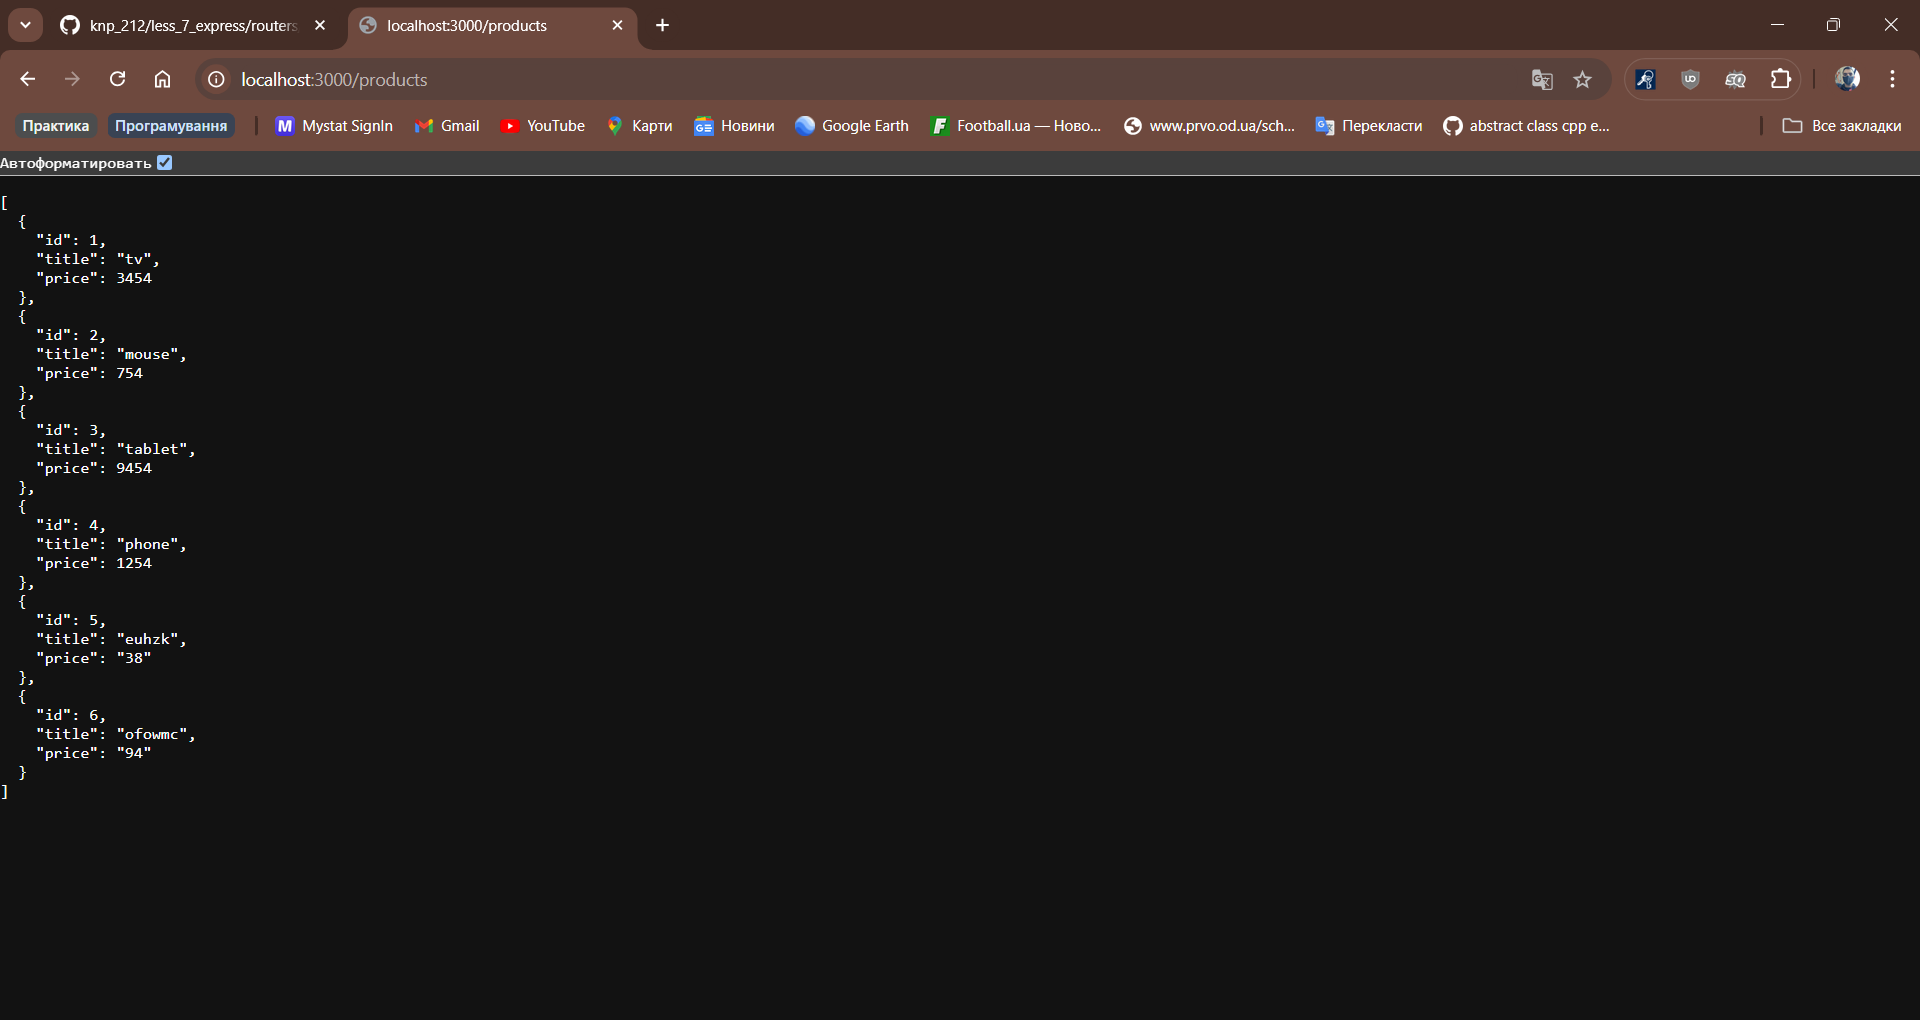 knp_212/less_7_express/routers
localhost:3000/products
localhost:3000/products
Практика Програмування Mystat SignIn Gmail YouTube Карти Новини Google Earth Football.ua — Ново... www.prvo.od.ua/sch... Перекласти abstract class cpp e... Все закладки
Автоформатировать
[
{
"id": 1,
"title": "tv",
"price": 3454
},
{
"id": 2,
"title": "mouse",
"price": 754
},
{
"id": 3,
"title": "tablet",
"price": 9454
},
{
"id": 4,
"title": "phone",
"price": 1254
},
{
"id": 5,
"title": "euhzk",
"price": "38"
},
{
"id": 6,
"title": "ofowmc",
"price": "94"
}
]